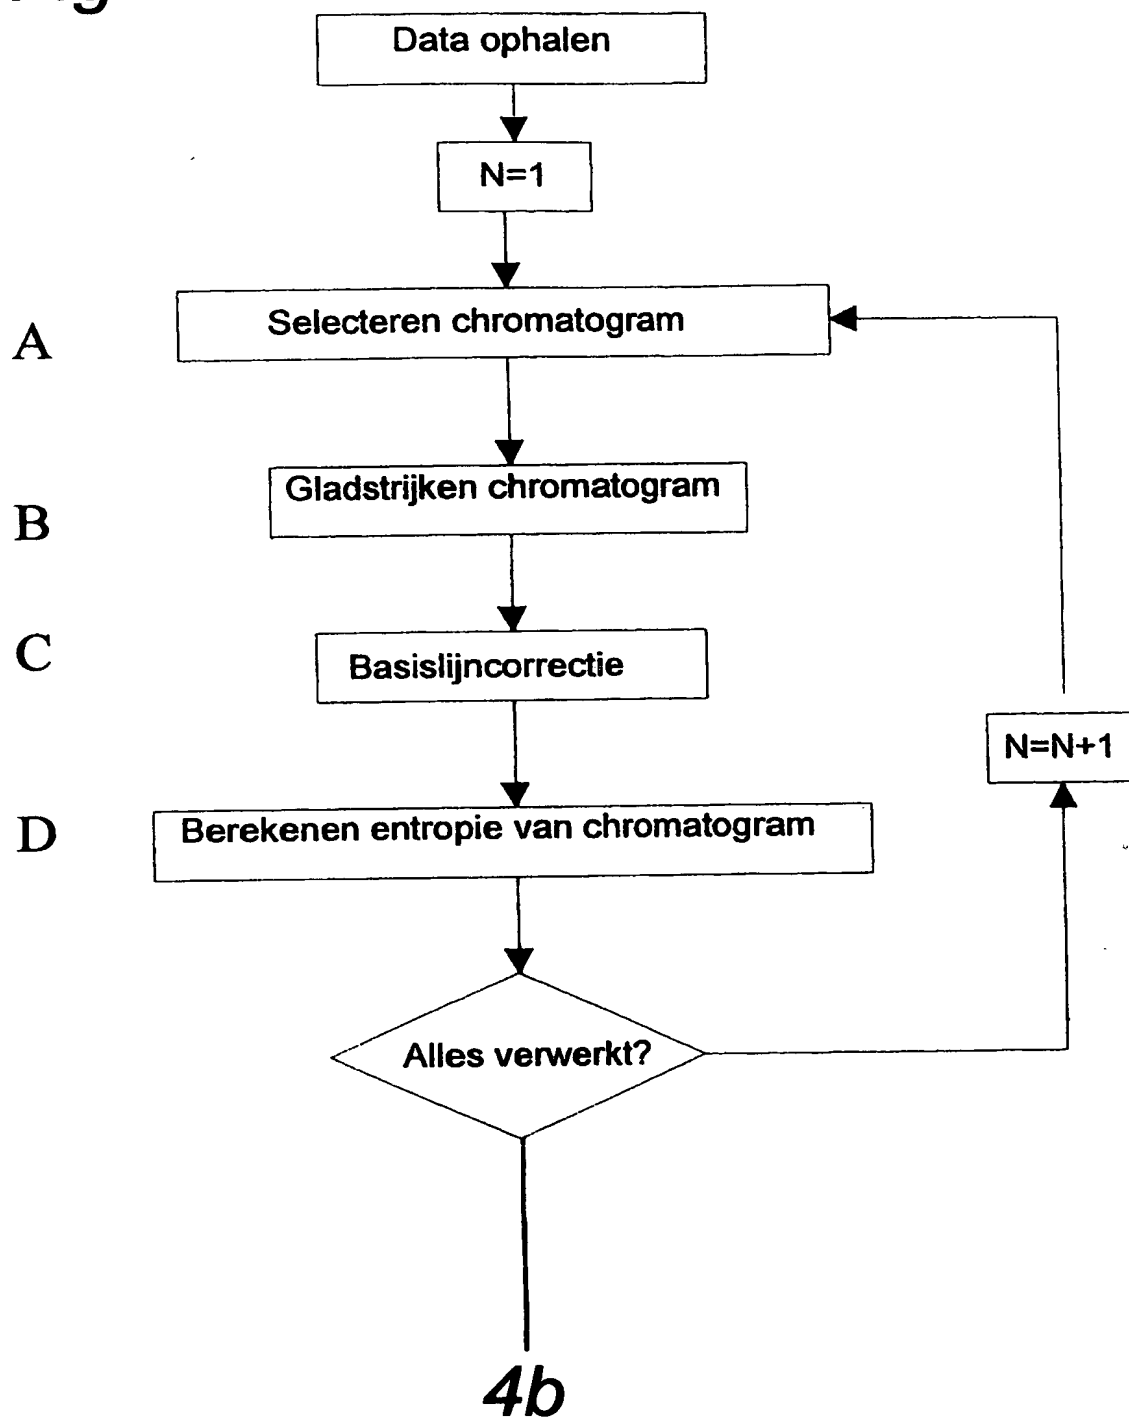 Data ophalen
N=1
A
Selecteren chromatogram
B
Gladstrijken chromatogram
C
Basislijncorrectie
N=N+1
D
Berekenen entropie van chromatogram
Alles verwerkt?
4b